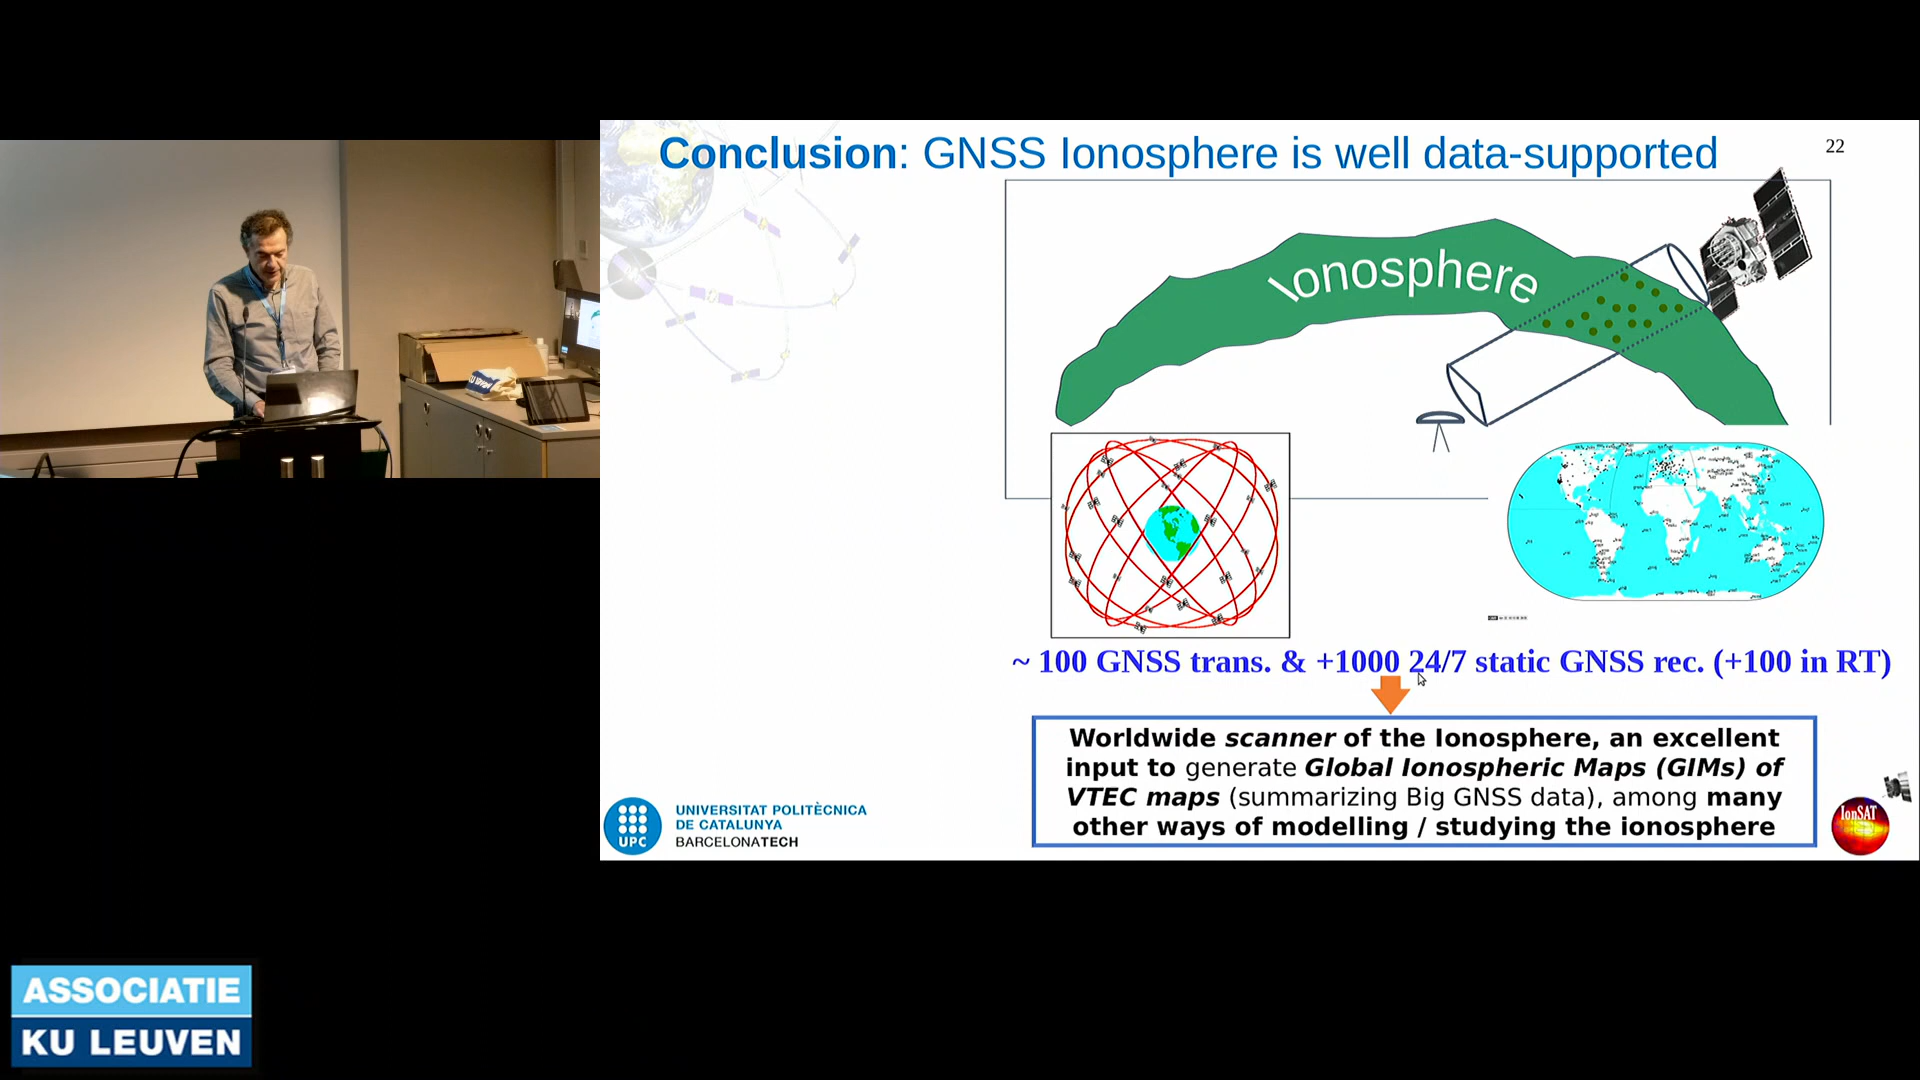 Conclusion: GNSS Ionosphere is well data-supported
22
Ionosphere
~ 100 GNSS trans. & +1000 24/7 static GNSS rec. (+100 in RT)
Worldwide scanner of the Ionosphere, an excellent
input to generate Global Ionospheric Maps (GIMs) of
VTEC maps (summarizing Big GNSS data), among many
other ways of modelling / studying the ionosphere
UPC
UNIVERSITAT POLITÈCNICA
DE CATALUNYA
BARCELONATECH
IonSAT
KU LEUVEN
ASSOCIATIE
KU LEUVEN